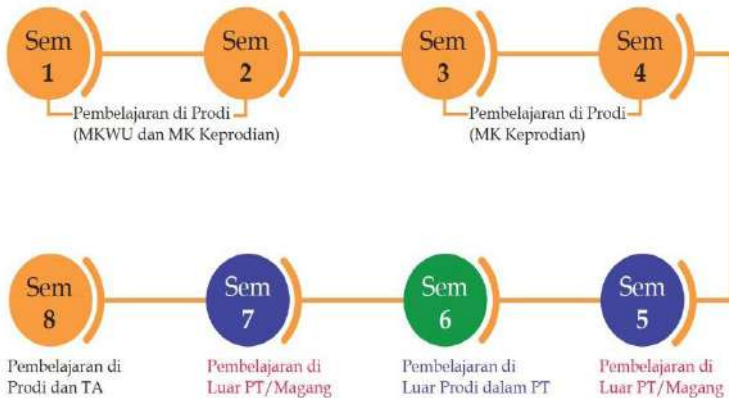 Sem
1
Sem
2
Sem
3
Sem
4
Pembelajaran di Prodi
(MKWU dan MK Keprodian)
Pembelajaran di Prodi
(MK Keprodian)
Sem
8
Sem
7
Sem
6
Sem
5
Pembelajaran di
Prodi dan TA
Pembelajaran di
Luar PT/Magang
Pembelajaran di
Luar Prodi dalam PT
Pembelajaran di
Luar PT/Magang